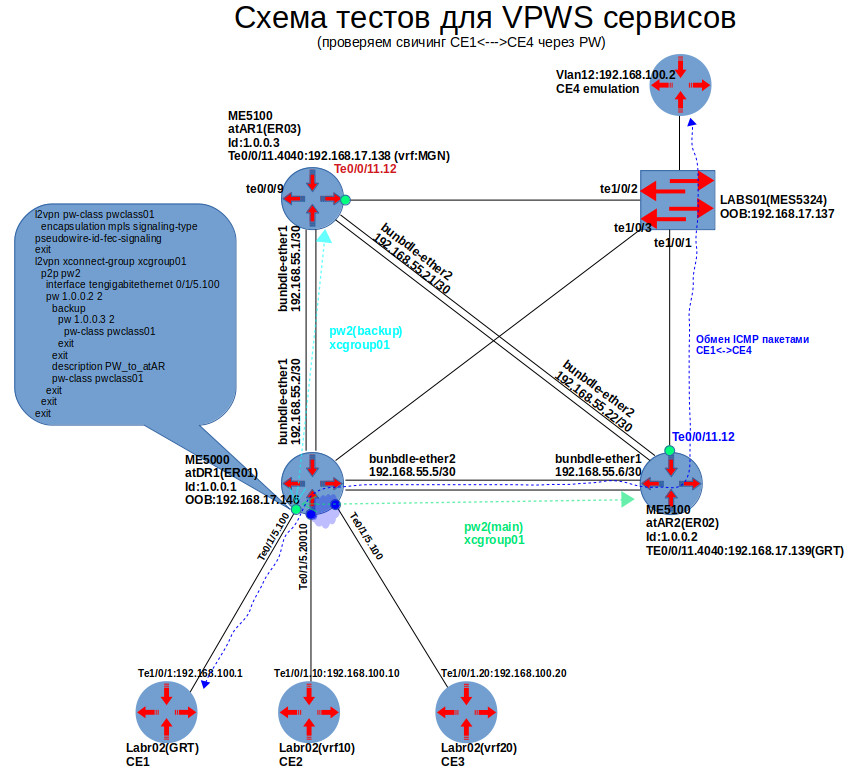 Схема тестов для VPWS сервисов
(проверяем свичинг CE1<--->CE4 через PW)
Vlan12:192.168.100.2
CE4 emulation
ME5100
atAR1(ER03)
Id:1.0.0.3
Te0/0/11.4040:192.168.17.138 (vrf:MGN)
Te0/0/11.12
te0/0/9
te1/0/2
te1/0/3
te1/0/1
LABS01(MES5324)
OOB:192.168.17.137
l2vpn pw-class pwclass01
encapsulation mpls signaling-type
pseudowire-id-fec-signaling
exit
l2vpn xconnect-group xcgroup01
p2p pw2
interface tengigabitethernet 0/1/5.100
pw 1.0.0.2 2
backup
pw 1.0.0.3 2
pw-class pwclass01
exit
exit
description PW_to_atAR
pw-class pwclass01
exit
exit
exit
bunbdle-ether1
192.168.55.1/30
bunbdle-ether2
192.168.55.21/30
pw2(backup)
xcgroup01
Обмен ICMP пакетами
CE1<->CE4
bunbdle-ether1
192.168.55.2/30
bunbdle-ether2
192.168.55.22/30
Te0/0/11.12
ME5000
atDR1(ER01)
Id:1.0.0.1
OOB:192.168.17.146
bunbdle-ether2
192.168.55.5/30
bunbdle-ether1
192.168.55.6/30
pw2(main)
xcgroup01
ME5100
atAR2(ER02)
Id:1.0.0.2
TE0/0/11.4040:192.168.17.139(GRT)
Te0/1/5.100
Te0/1/5.20010
Te0/1/5.100
Te1/0/1:192.168.100.1
Te1/0/1.10:192.168.100.10
Te1/0/1.20:192.168.100.20
Labr02(GRT)
CE1
Labr02(vrf10)
CE2
Labr02(vrf20)
CE3